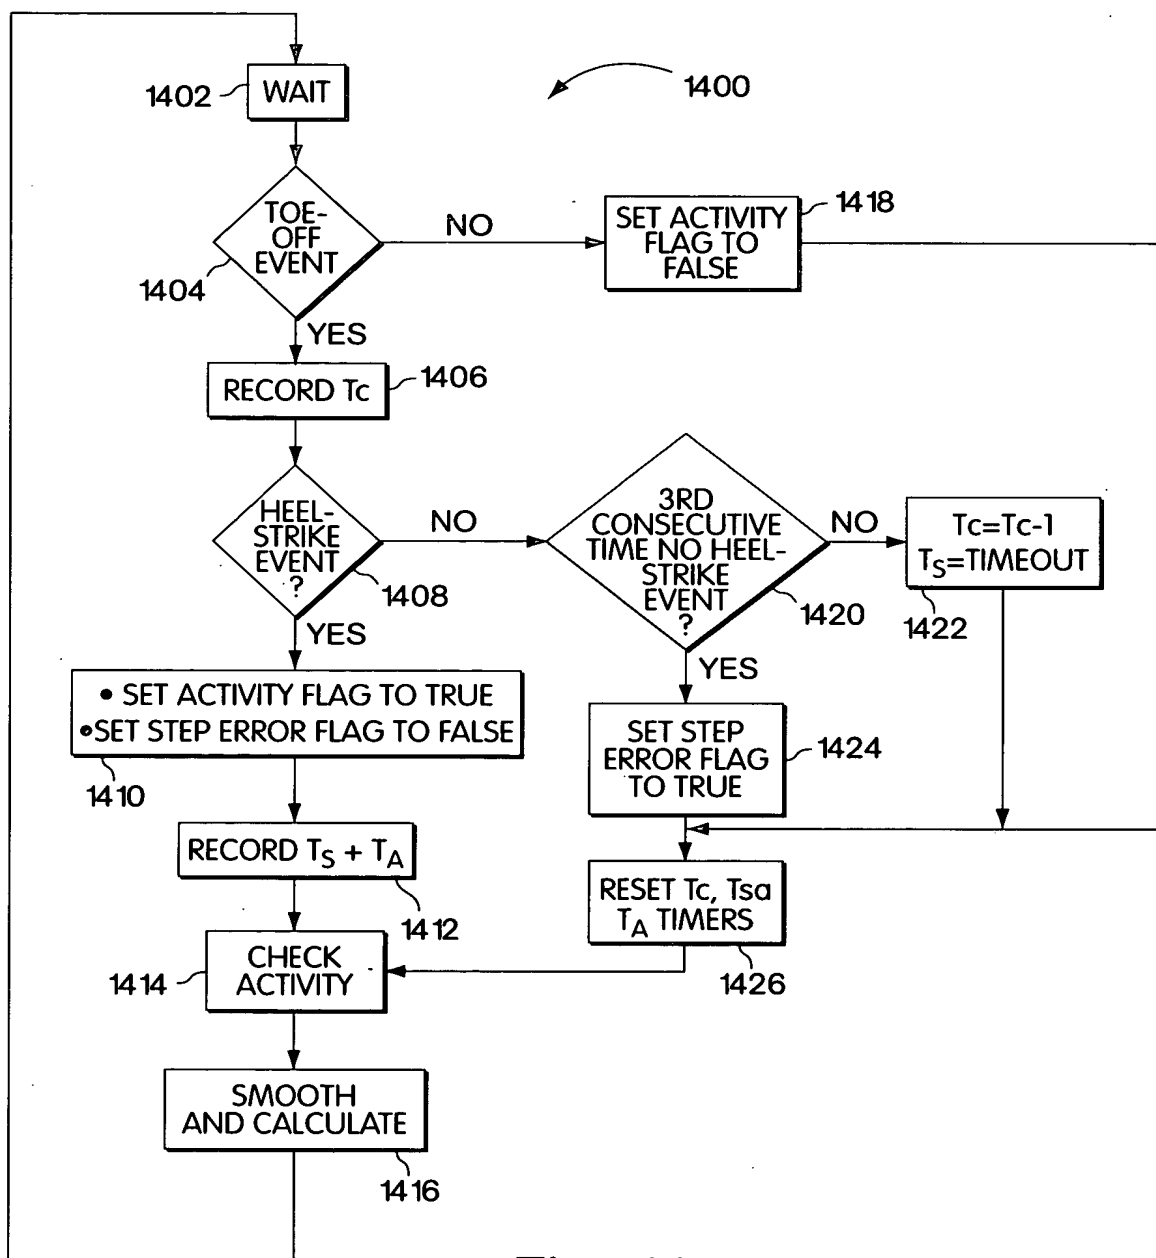 1400
1402
WAIT
TOE-
OFF
EVENT
1404
NO
SET ACTIVITY
FLAG TO
FALSE
1418
YES
RECORD Tc
1406
HEEL-
STRIKE
EVENT
?
1408
NO
3RD
CONSECUTIVE
TIME NO HEEL-
STRIKE
EVENT
?
1420
NO
Tc=Tc-1
TS=TIMEOUT
1422
YES
• SET ACTIVITY FLAG TO TRUE
•SET STEP ERROR FLAG TO FALSE
1410
YES
SET STEP
ERROR FLAG
TO TRUE
1424
RECORD TS + TA
1412
RESET Tc, Tsa
TA TIMERS
1426
CHECK
ACTIVITY
1414
SMOOTH
AND CALCULATE
1416